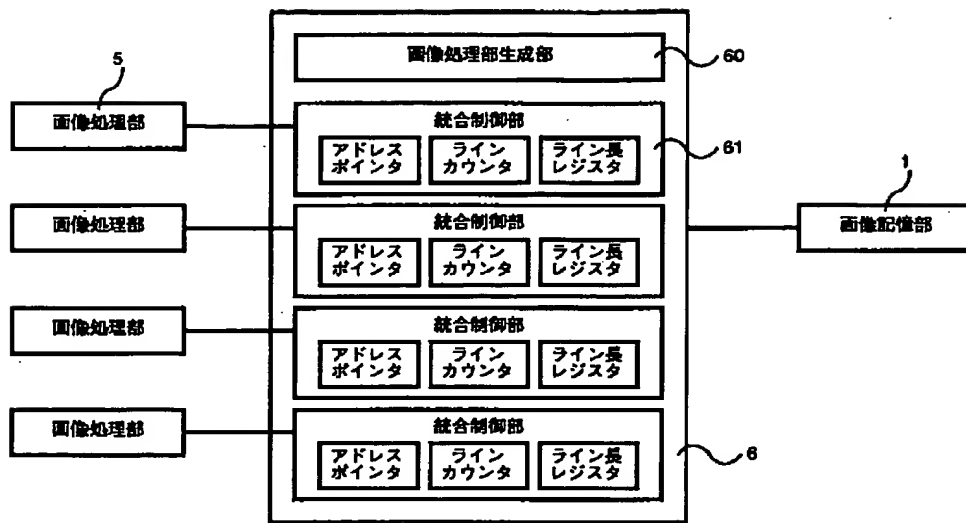 画像処理部生成部
60
5
画像処理部
統合制御部
アドレス
ポインタ
ライン
カウンタ
ライン長
レジスタ
61
1
画像記憶部
画像処理部
統合制御部
アドレス
ポインタ
ライン
カウンタ
ライン長
レジスタ
画像処理部
統合制御部
アドレス
ポインタ
ライン
カウンタ
ライン長
レジスタ
画像処理部
統合制御部
アドレス
ポインタ
ライン
カウンタ
ライン長
レジスタ
6